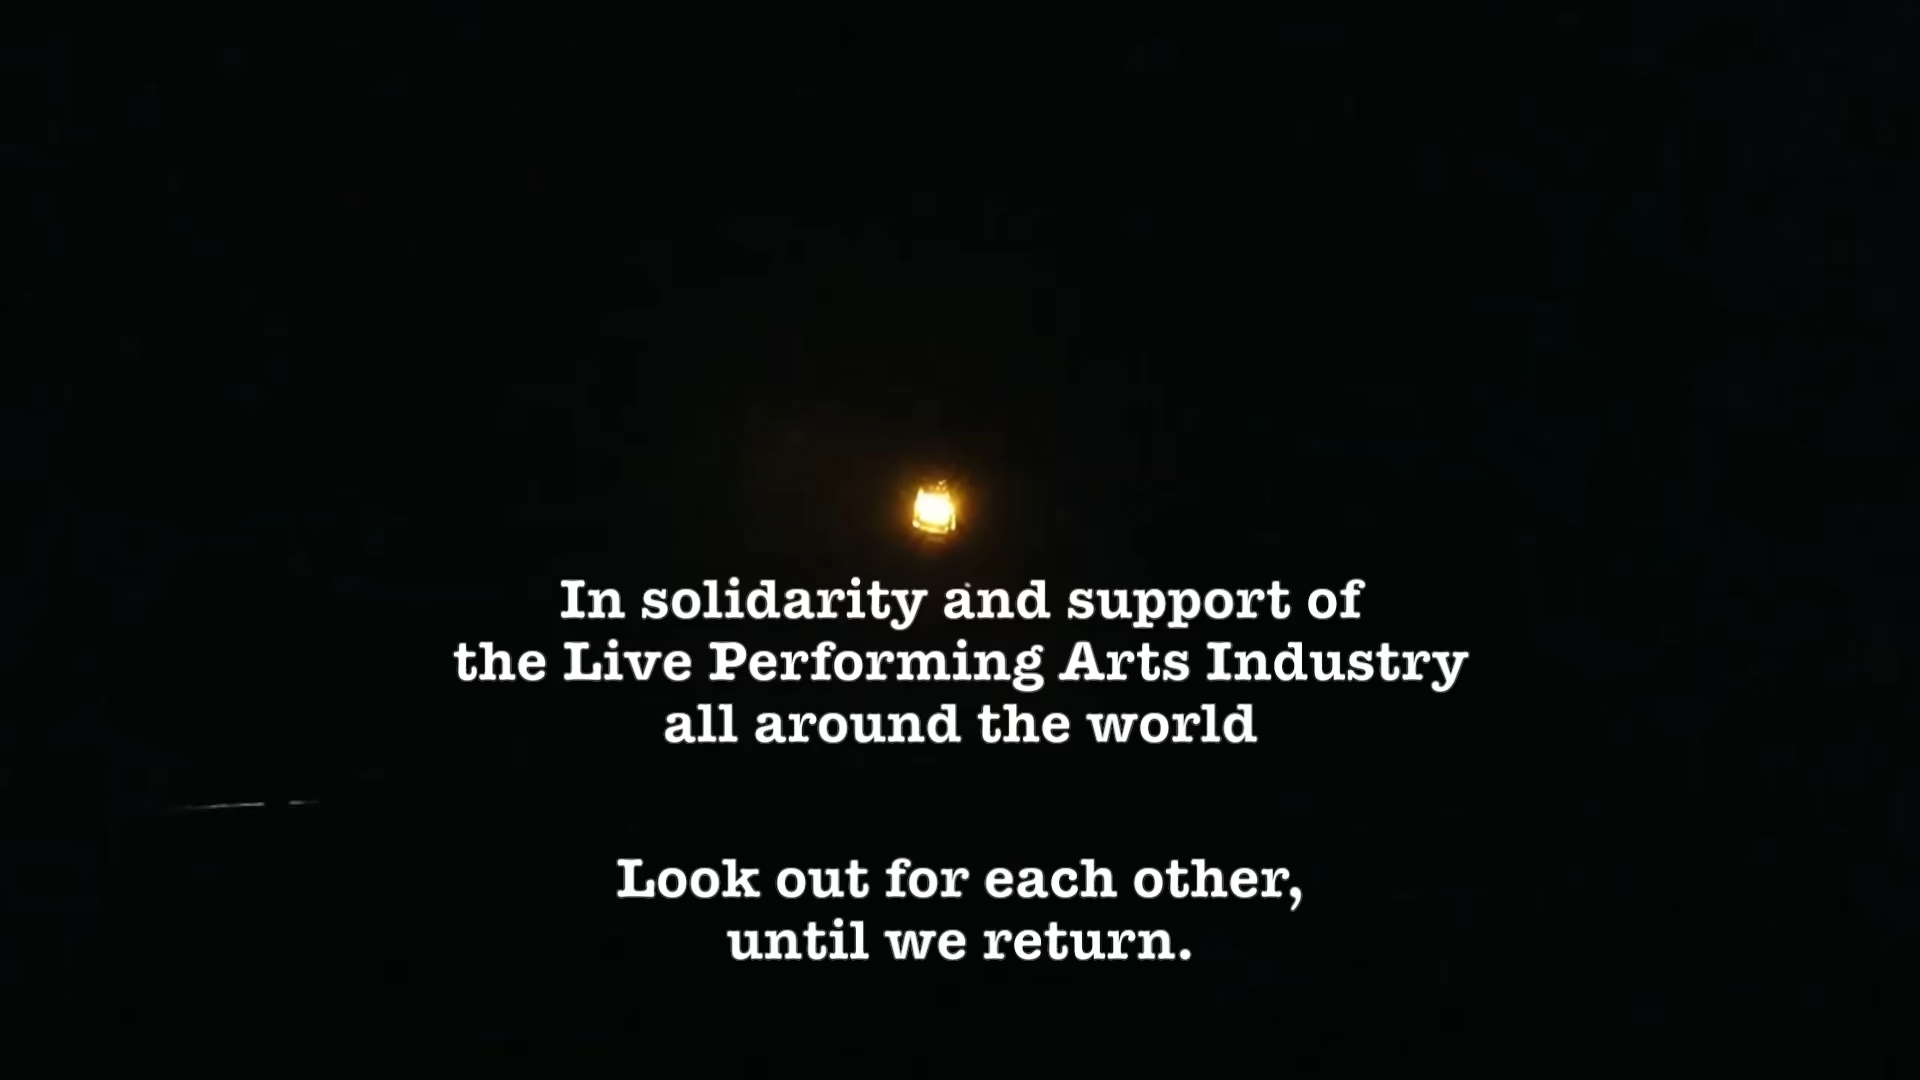 In solidarity and support of
the Live Performing Arts Industry
all around the world
Look out for each other,
until we return.